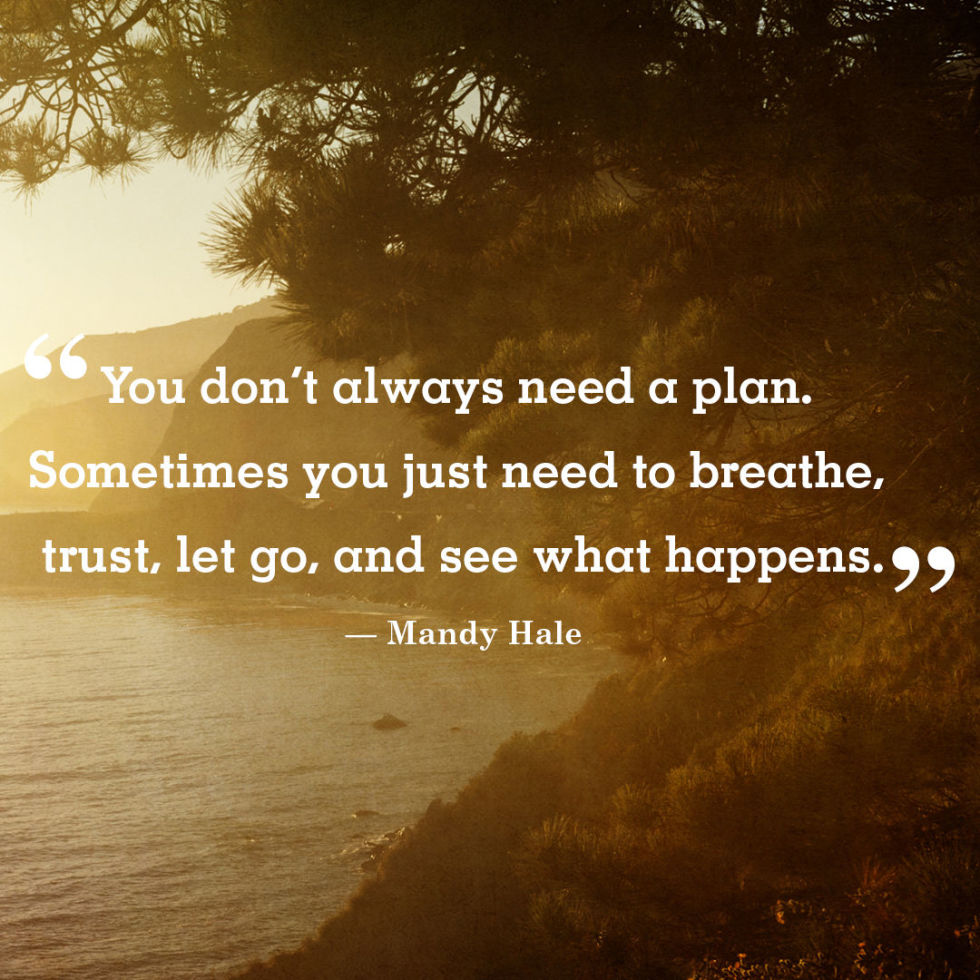 “You don’t always need a plan.
Sometimes you just need to breathe,
trust, let go, and see what happens.”
— Mandy Hale